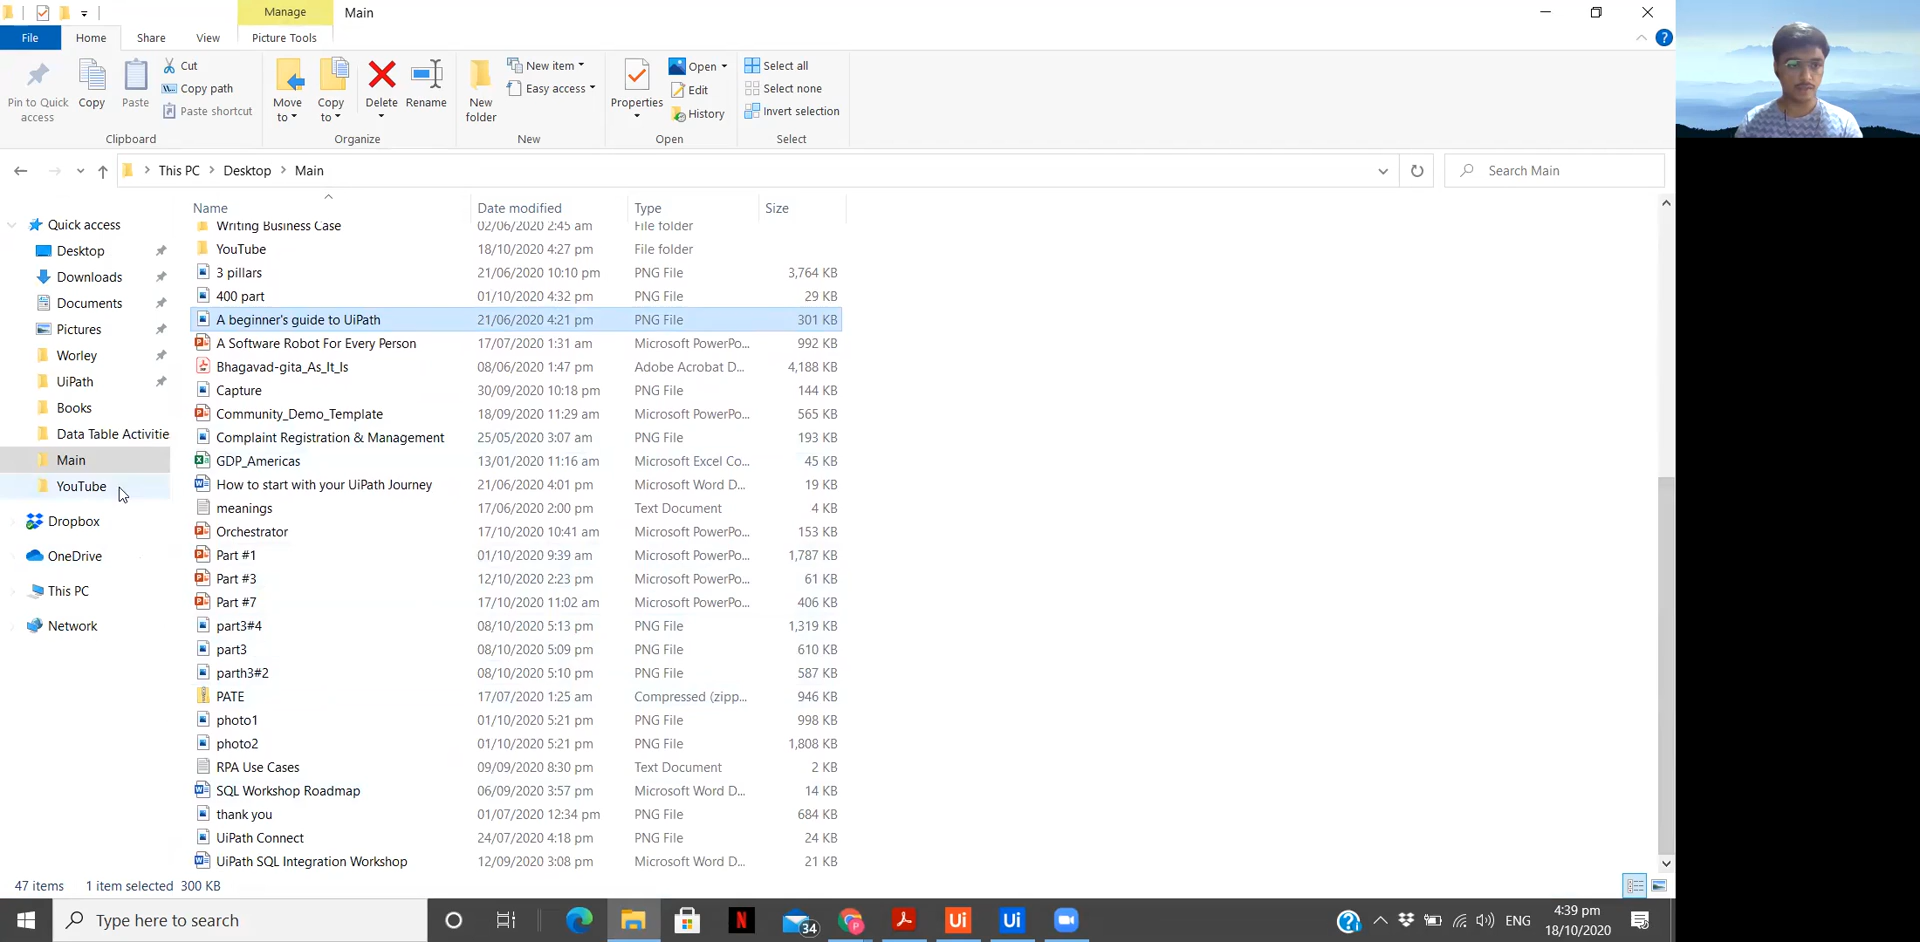 Manage
Main
File
Home
Share
View
Picture Tools
Pin to Quick access
Copy
Paste
Cut
Copy path
Paste shortcut
Clipboard
Move to
Copy to
Delete
Rename
Organize
New folder
New item
Easy access
New
Properties
Open
Edit
History
Open
Select all
Select none
Invert selection
Select
This PC > Desktop > Main
Search Main
Name Date modified Type Size
Quick access
Desktop
Downloads
Documents
Pictures
Worley
UiPath
Books
Data Table Activitie
Main
YouTube
Dropbox
OneDrive
This PC
Network
Writing Business Case 02/06/2020 2:45 am File folder
YouTube 18/10/2020 4:27 pm File folder
3 pillars 21/06/2020 10:10 pm PNG File 3,764 KB
400 part 01/10/2020 4:32 pm PNG File 29 KB
A beginner's guide to UiPath 21/06/2020 4:21 pm PNG File 301 KB
A Software Robot For Every Person 17/07/2020 1:31 am Microsoft PowerPo... 992 KB
Bhagavad-gita_As_It_Is 08/06/2020 1:47 pm Adobe Acrobat D... 4,188 KB
Capture 30/09/2020 10:18 pm PNG File 144 KB
Community_Demo_Template 18/09/2020 11:29 am Microsoft PowerPo... 565 KB
Complaint Registration & Management 25/05/2020 3:07 am PNG File 193 KB
GDP_Americas 13/01/2020 11:16 am Microsoft Excel Co... 45 KB
How to start with your UiPath Journey 21/06/2020 4:01 pm Microsoft Word D... 19 KB
meanings 17/06/2020 2:00 pm Text Document 4 KB
Orchestrator 17/10/2020 10:41 am Microsoft PowerPo... 153 KB
Part #1 01/10/2020 9:39 am Microsoft PowerPo... 1,787 KB
Part #3 12/10/2020 2:23 pm Microsoft PowerPo... 61 KB
Part #7 17/10/2020 11:02 am Microsoft PowerPo... 406 KB
part3#4 08/10/2020 5:13 pm PNG File 1,319 KB
part3 08/10/2020 5:09 pm PNG File 610 KB
parth3#2 08/10/2020 5:10 pm PNG File 587 KB
PATE 17/07/2020 1:25 am Compressed (zipp... 946 KB
photo1 01/10/2020 5:21 pm PNG File 998 KB
photo2 01/10/2020 5:21 pm PNG File 1,808 KB
RPA Use Cases 09/09/2020 8:30 pm Text Document 2 KB
SQL Workshop Roadmap 06/09/2020 3:57 pm Microsoft Word D... 14 KB
thank you 01/07/2020 12:34 pm PNG File 684 KB
UiPath Connect 24/07/2020 4:18 pm PNG File 24 KB
UiPath SQL Integration Workshop 12/09/2020 3:08 pm Microsoft Word D... 21 KB
47 items 1 item selected 300 KB
Type here to search
N
34
P
Ui
Ui
ENG
4:39 pm
18/10/2020